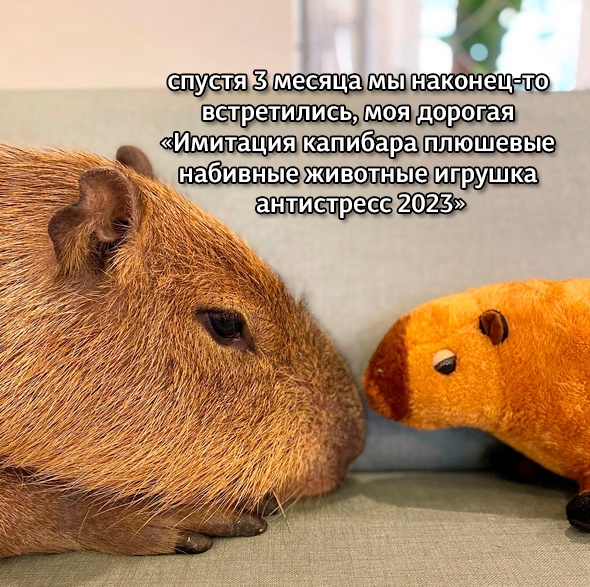 спустя 3 месяца мы наконец-то
встретились, моя дорогая
«Имитация капибара плюшевые
набивные животные игрушка
антистресс 2023»